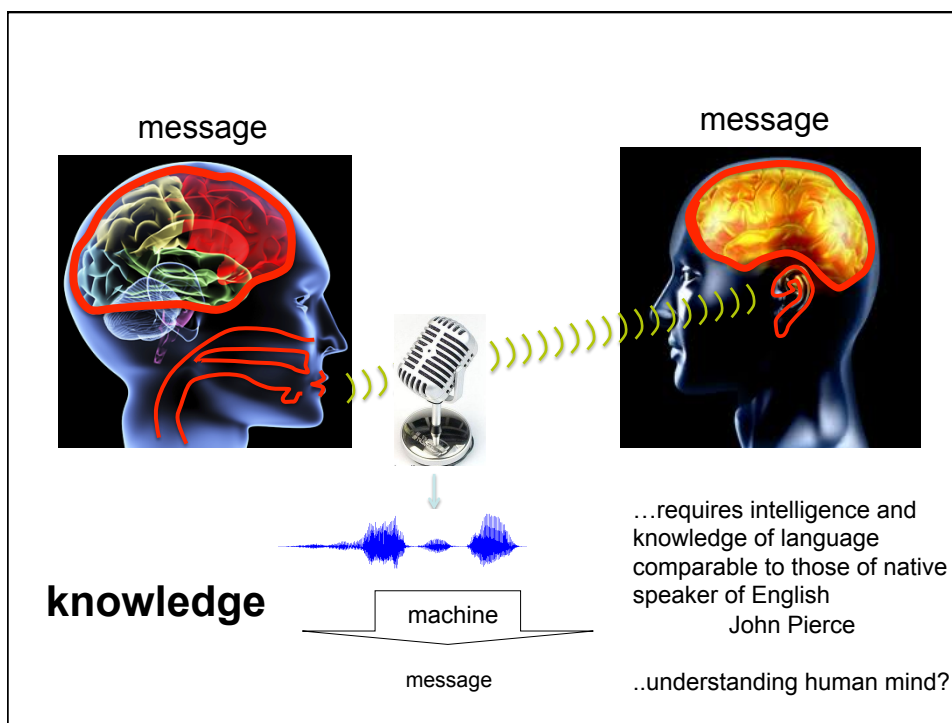 message
message
…requires intelligence and
knowledge of language
comparable to those of native
speaker of English
John Pierce
knowledge
machine
message
..understanding human mind?